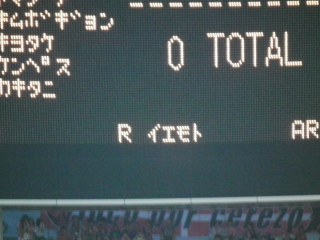 キムボギョン
キヨタケ
ケンペス
カキタニ
0 TOTAL
R イエモト
AR
cerezo